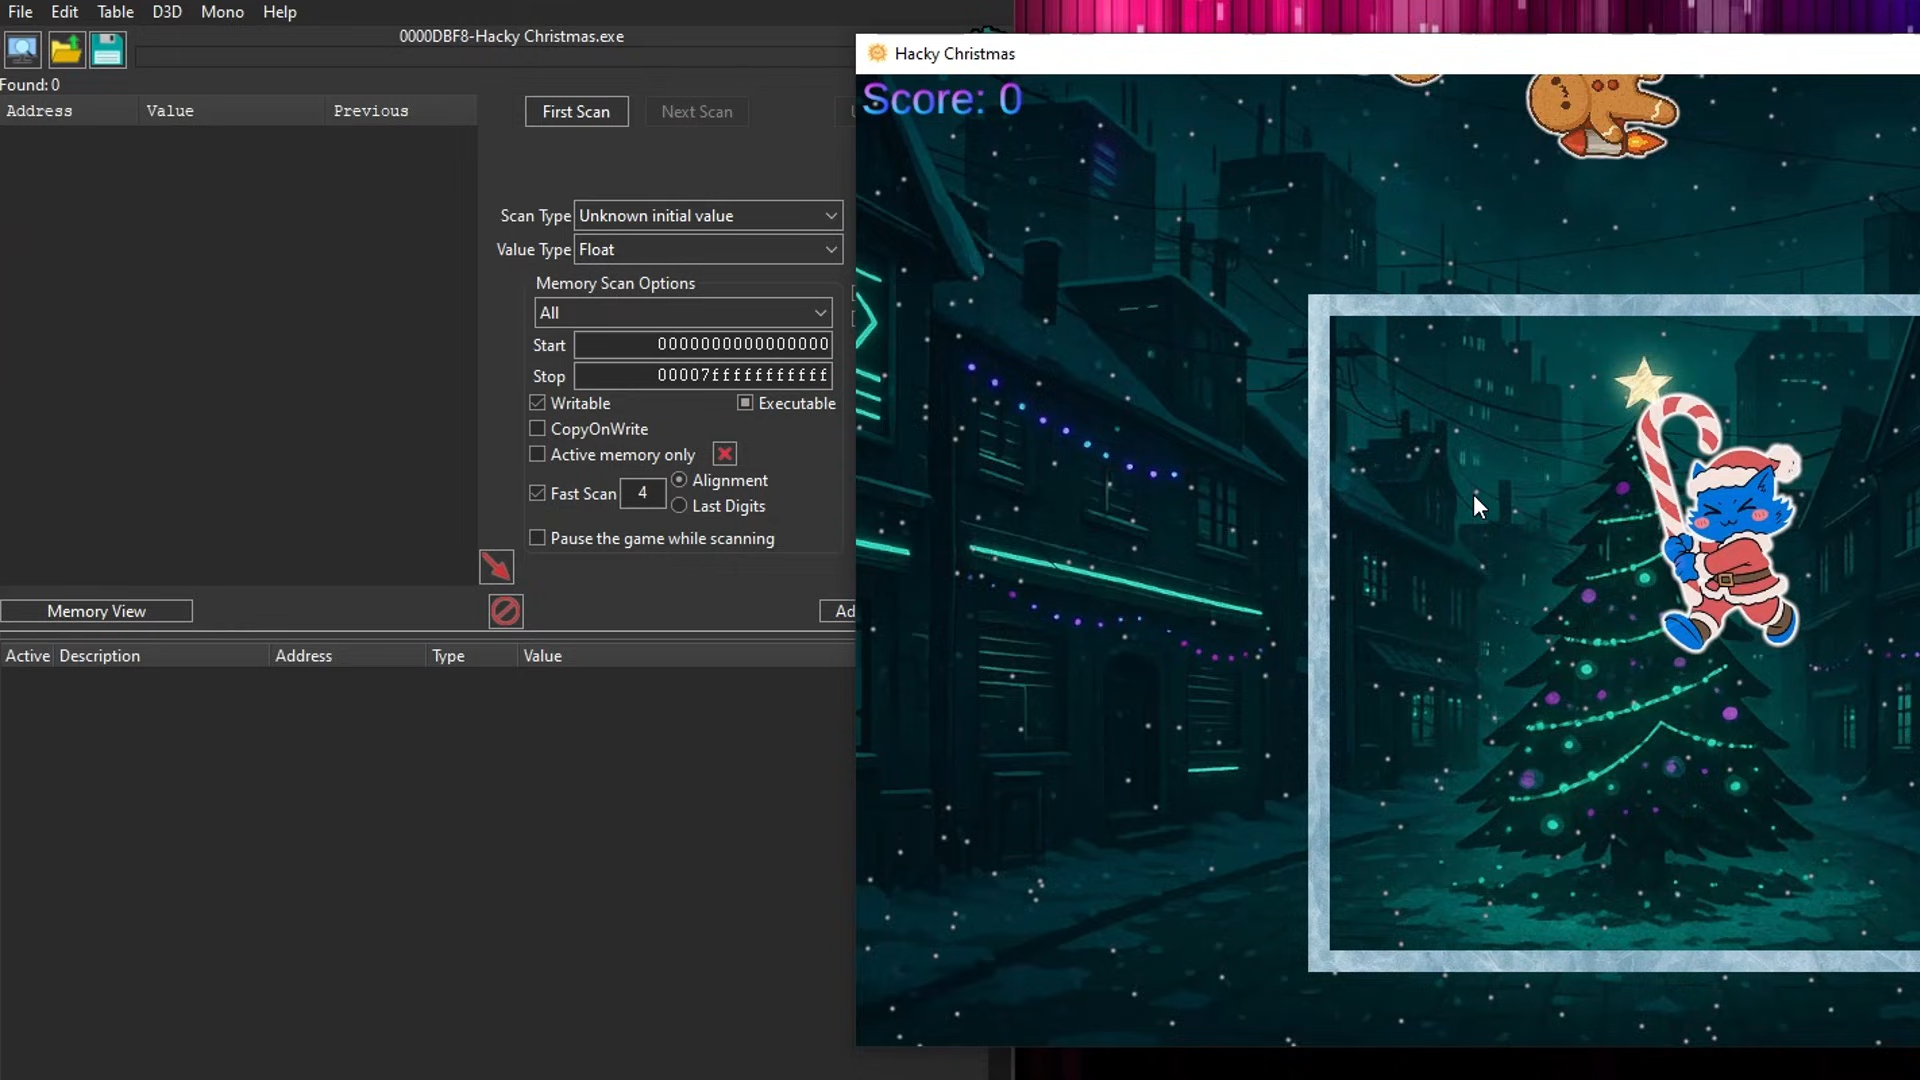 File Edit Table D3D Mono Help
0000DBF8-Hacky Christmas.exe
Found: 0
Address Value Previous
First Scan Next Scan
Scan Type Unknown initial value
Value Type Float
Memory Scan Options
All
Start 0000000000000000
Stop 00007fffffffffff
Writable Executable
CopyOnWrite
Active memory only
Fast Scan 4 Alignment
Last Digits
Pause the game while scanning
Memory View Ad
Active Description Address Type Value
Hacky Christmas
Score: 0